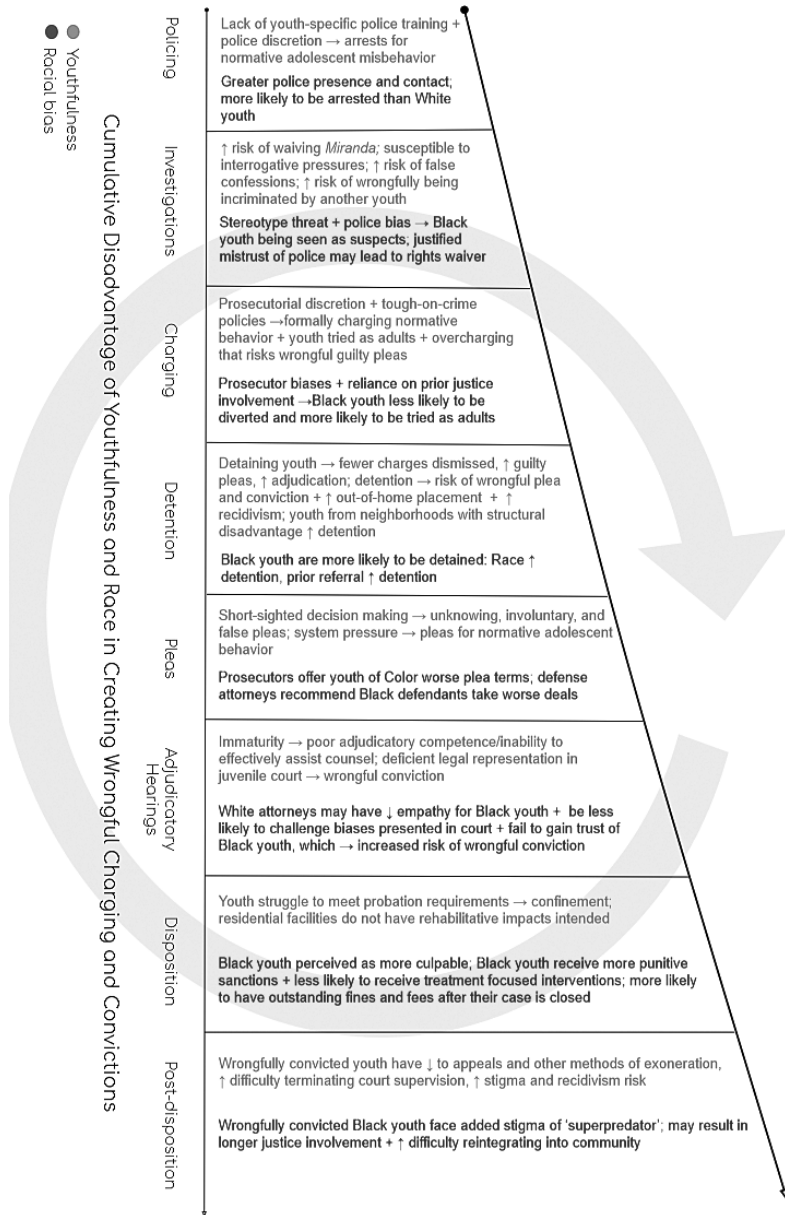 Cumulative Disadvantage of Youthfulness and Race in Creating Wrongful Charging and Convictions
Youthfulness
Racial bias
Policing
Lack of youth-specific police training +
police discretion → arrests for
normative adolescent misbehavior
Greater police presence and contact;
more likely to be arrested than White
youth
Investigations
↑ risk of waiving Miranda; susceptible to
interrogative pressures; ↑ risk of false
confessions; ↑ risk of wrongfully being
incriminated by another youth
Stereotype threat + police bias → Black
youth being seen as suspects; justified
mistrust of police may lead to rights waiver
Charging
Prosecutorial discretion + tough-on-crime
policies →formally charging normative
behavior + youth tried as adults + overcharging
that risks wrongful guilty pleas
Prosecutor biases + reliance on prior justice
involvement →Black youth less likely to be
diverted and more likely to be tried as adults
Detention
Detaining youth → fewer charges dismissed, ↑ guilty
pleas, ↑ adjudication; detention → risk of wrongful plea
and conviction + ↑ out-of-home placement + ↑
recidivism; youth from neighborhoods with structural
disadvantage ↑ detention
Black youth are more likely to be detained: Race ↑
detention, prior referral ↑ detention
Pleas
Short-sighted decision making → unknowing, involuntary, and
false pleas; system pressure → pleas for normative adolescent
behavior
Prosecutors offer youth of Color worse plea terms; defense
attorneys recommend Black defendants take worse deals
Adjudicatory
Hearings
Immaturity → poor adjudicatory competence/inability to
effectively assist counsel; deficient legal representation in
juvenile court → wrongful conviction
White attorneys may have ↓ empathy for Black youth + be less
likely to challenge biases presented in court + fail to gain trust of
Black youth, which → increased risk of wrongful conviction
Disposition
Youth struggle to meet probation requirements → confinement;
residential facilities do not have rehabilitative impacts intended
Black youth perceived as more culpable; Black youth receive more punitive
sanctions + less likely to receive treatment focused interventions; more likely
to have outstanding fines and fees after their case is closed
Post-disposition
Wrongfully convicted youth have ↓ to appeals and other methods of exoneration,
↑ difficulty terminating court supervision, ↑ stigma and recidivism risk
Wrongfully convicted Black youth face added stigma of 'superpredator'; may result in
longer justice involvement + ↑ difficulty reintegrating into community